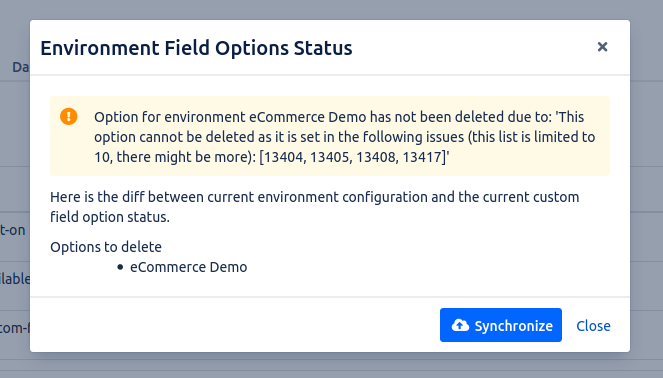 Environment Field Options Status
Da
Option for environment eCommerce Demo has not been deleted due to: 'This
option cannot be deleted as it is set in the following issues (this list is limited to
10, there might be more): [13404, 13405, 13408, 13417]'
Here is the diff between current environment configuration and the current custom
field option status.
t-on
Options to delete
• eCommerce Demo
ilable
com-f
Synchronize Close